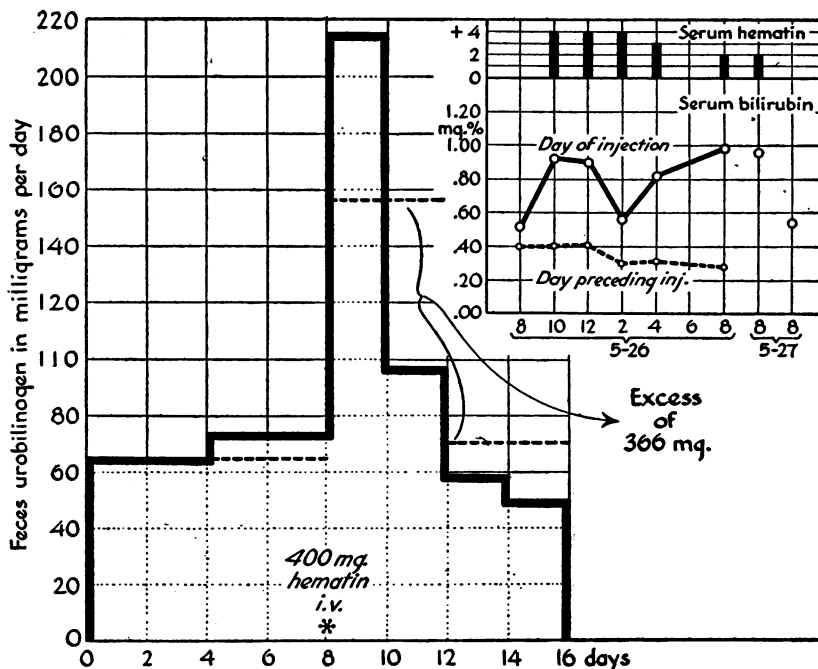 Feces urobilinogen in milligrams per day
220
200
180
160
140
120
110
80
60
40
20
0
0 2 4 6 8 10 12 14 16 days
400 mg.
hematin
i.v.
*
Excess
of
366 mg.
+ 4
2
0
Serum hematin
Serum bilirubin
1.20
mg.%
1.00
.80
.60
.40
.20
.00
Day of injection
Day preceding inj.
8 10 12 2 4 6 8 8 8
5-26 5-27